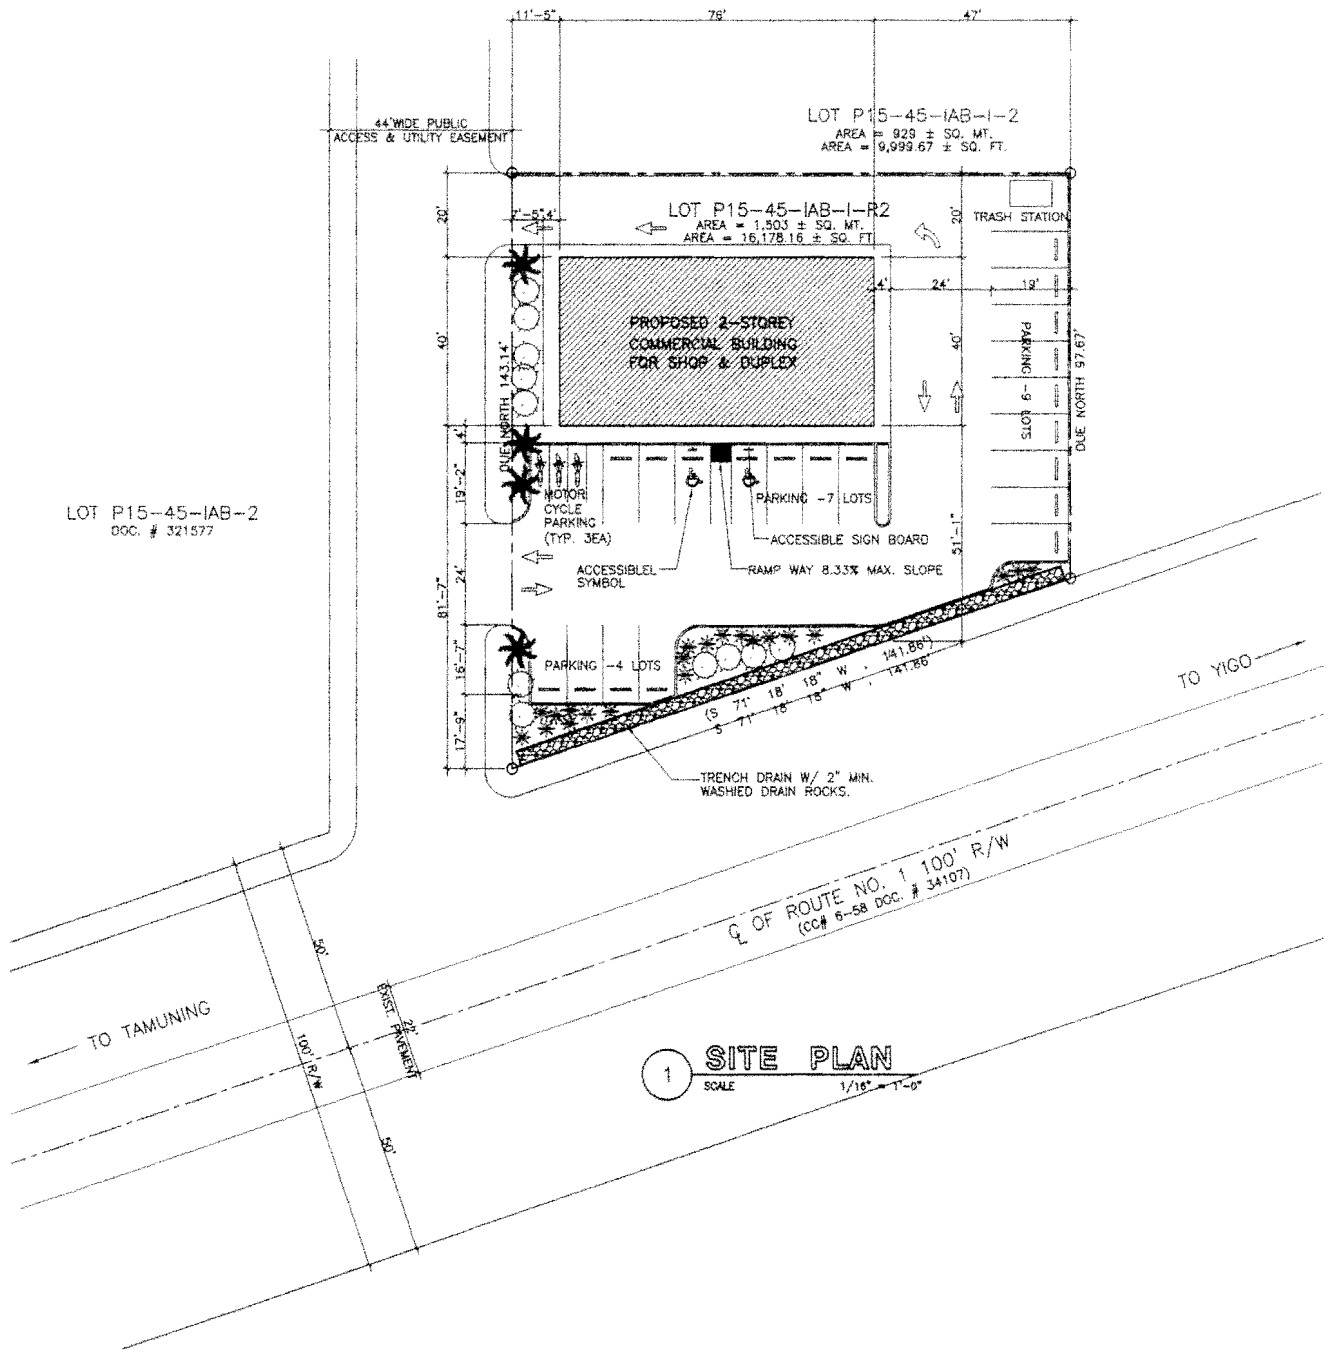 11'-5"
76'
47'
44'WIDE PUBLIC
ACCESS & UTILITY EASEMENT
LOT P15-45-IAB-I-2
AREA = 929 ± SQ. MT.
AREA = 9,999.67 ± SQ. FT.
TRASH STATION
20'
7'-5"
4'
LOT P15-45-IAB-I-R2
AREA = 1,503 ± SQ. MT.
AREA = 16,178.16 ± SQ. FT
20'
4'
24'
19'
PROPOSED 2-STOREY
COMMERCIAL BUILDING
FOR SHOP & DUPLEX
40'
DUE NORTH 143.14'
40'
PARKING -9 LOTS
DUE NORTH 97.67'
4'
19'-2"
LOT P15-45-IAB-2
DOC. # 321577
MOTOR
CYCLE
PARKING
(TYP. 3EA)
PARKING -7 LOTS
ACCESSIBLE SIGN BOARD
51'-1"
ACCESSIBLEL
SYMBOL
RAMP WAY 8.33% MAX. SLOPE
24'
81'-7"
16'-7"
PARKING -4 LOTS
(S 71° 18' 18" W , 141.86')
S 71° 18' 18" W , 141.86'
TO YIGO
17'-9"
TRENCH DRAIN W/ 2" MIN.
WASHIED DRAIN ROCKS.
℄ OF ROUTE NO. 1 100' R/W
(CC# 6-58 DOC. # 34107)
50'
22'
EXIST. PAVEMENT
TO TAMUNING
100' R/W
50'
1
SITE PLAN
SCALE
1/16" = 1'-0"